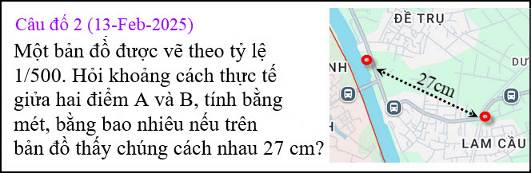 Câu đố 2 (13-Feb-2025)
Một bản đồ được vẽ theo tỷ lệ
1/500. Hỏi khoảng cách thực tế
giữa hai điểm A và B, tính bằng
mét, bằng bao nhiêu nếu trên
bản đồ thấy chúng cách nhau 27 cm?
ĐỀ TRỤ
NH
DƯ
27cm
LAM CẦU